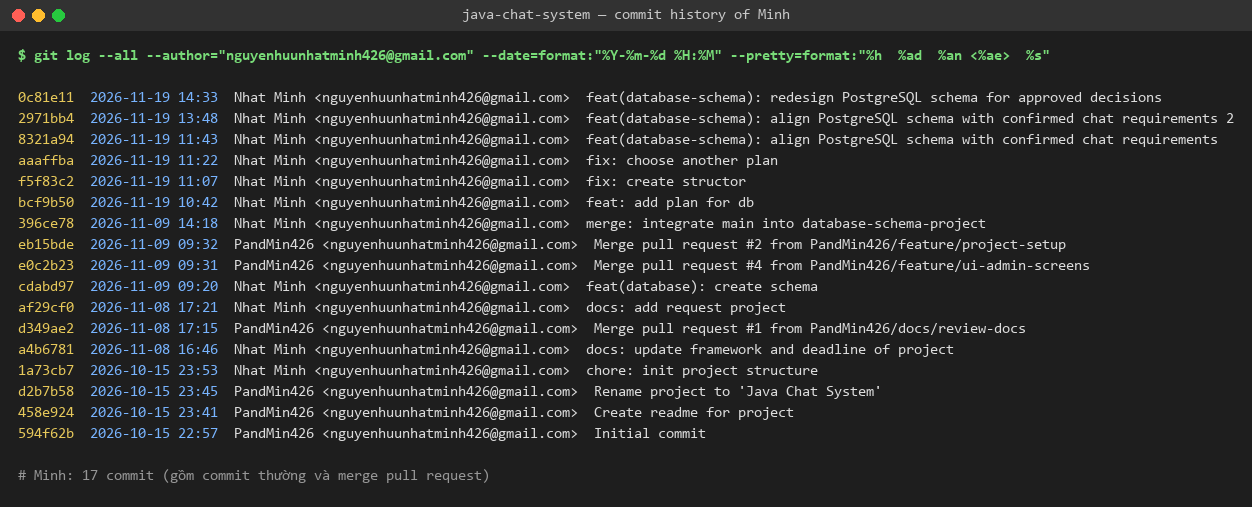 java-chat-system — commit history of Minh
$ git log --all --author="nguyenhuunhatminh426@gmail.com" --date=format:"%Y-%m-%d %H:%M" --pretty=format:"%h  %ad  %an <%ae>  %s"
0c81e11  2026-11-19 14:33  Nhat Minh <nguyenhuunhatminh426@gmail.com>  feat(database-schema): redesign PostgreSQL schema for approved decisions
2971bb4  2026-11-19 13:48  Nhat Minh <nguyenhuunhatminh426@gmail.com>  feat(database-schema): align PostgreSQL schema with confirmed chat requirements 2
8321a94  2026-11-19 11:43  Nhat Minh <nguyenhuunhatminh426@gmail.com>  feat(database-schema): align PostgreSQL schema with confirmed chat requirements
aaaffba  2026-11-19 11:22  Nhat Minh <nguyenhuunhatminh426@gmail.com>  fix: choose another plan
f5f83c2  2026-11-19 11:07  Nhat Minh <nguyenhuunhatminh426@gmail.com>  fix: create structor
bcf9b50  2026-11-19 10:42  Nhat Minh <nguyenhuunhatminh426@gmail.com>  feat: add plan for db
396ce78  2026-11-09 14:18  Nhat Minh <nguyenhuunhatminh426@gmail.com>  merge: integrate main into database-schema-project
eb15bde  2026-11-09 09:32  PandMin426 <nguyenhuunhatminh426@gmail.com>  Merge pull request #2 from PandMin426/feature/project-setup
e0c2b23  2026-11-09 09:31  PandMin426 <nguyenhuunhatminh426@gmail.com>  Merge pull request #4 from PandMin426/feature/ui-admin-screens
cdabd97  2026-11-09 09:20  Nhat Minh <nguyenhuunhatminh426@gmail.com>  feat(database): create schema
af29cf0  2026-11-08 17:21  Nhat Minh <nguyenhuunhatminh426@gmail.com>  docs: add request project
d349ae2  2026-11-08 17:15  PandMin426 <nguyenhuunhatminh426@gmail.com>  Merge pull request #1 from PandMin426/docs/review-docs
a4b6781  2026-11-08 16:46  Nhat Minh <nguyenhuunhatminh426@gmail.com>  docs: update framework and deadline of project
1a73cb7  2026-10-15 23:53  Nhat Minh <nguyenhuunhatminh426@gmail.com>  chore: init project structure
d2b7b58  2026-10-15 23:45  PandMin426 <nguyenhuunhatminh426@gmail.com>  Rename project to 'Java Chat System'
458e924  2026-10-15 23:41  PandMin426 <nguyenhuunhatminh426@gmail.com>  Create readme for project
594f62b  2026-10-15 22:57  PandMin426 <nguyenhuunhatminh426@gmail.com>  Initial commit
# Minh: 17 commit (gồm commit thường và merge pull request)